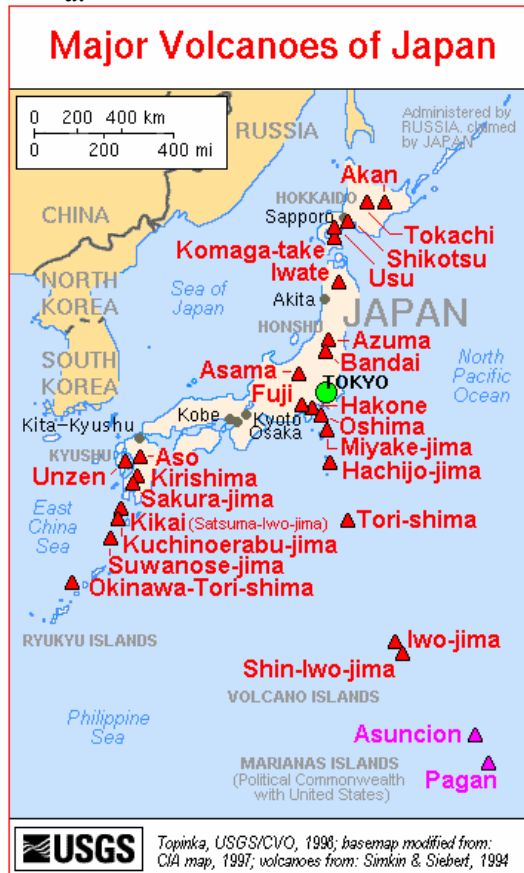 Major Volcanoes of Japan
0 200 400 km
0 200 400 mi
RUSSIA
Administered by
RUSSIA, claimed
by JAPAN
CHINA
HOKKAIDO
Akan
Sapporo
Tokachi
Shikotsu
Usu
Komaga-take
Iwate
NORTH
KOREA
Sea of
Japan
Akita
JAPAN
HONSHU
SOUTH
KOREA
Azuma
Bandai
North
Pacific
Ocean
Asama
TOKYO
Fuji
Hakone
Kobe
Kyoto
Osaka
Oshima
Kita-Kyushu
Miyake-jima
Hachijo-jima
KYUSHU
Aso
Unzen
Kirishima
Sakura-jima
East
China
Sea
Kikai (Satsuma-Iwo-jima)
Tori-shima
Kuchinoerabu-jima
Suwanose-jima
Okinawa-Tori-shima
RYUKYU ISLANDS
Iwo-jima
Shin-Iwo-jima
VOLCANO ISLANDS
Philippine
Sea
Asuncion
MARIANAS ISLANDS
(Political Commonwealth
with United States)
Pagan
USGS
Topinka, USGS/CVO, 1998; basemap modified from:
CIA map, 1997; volcanoes from: Simkin & Siebert, 1994